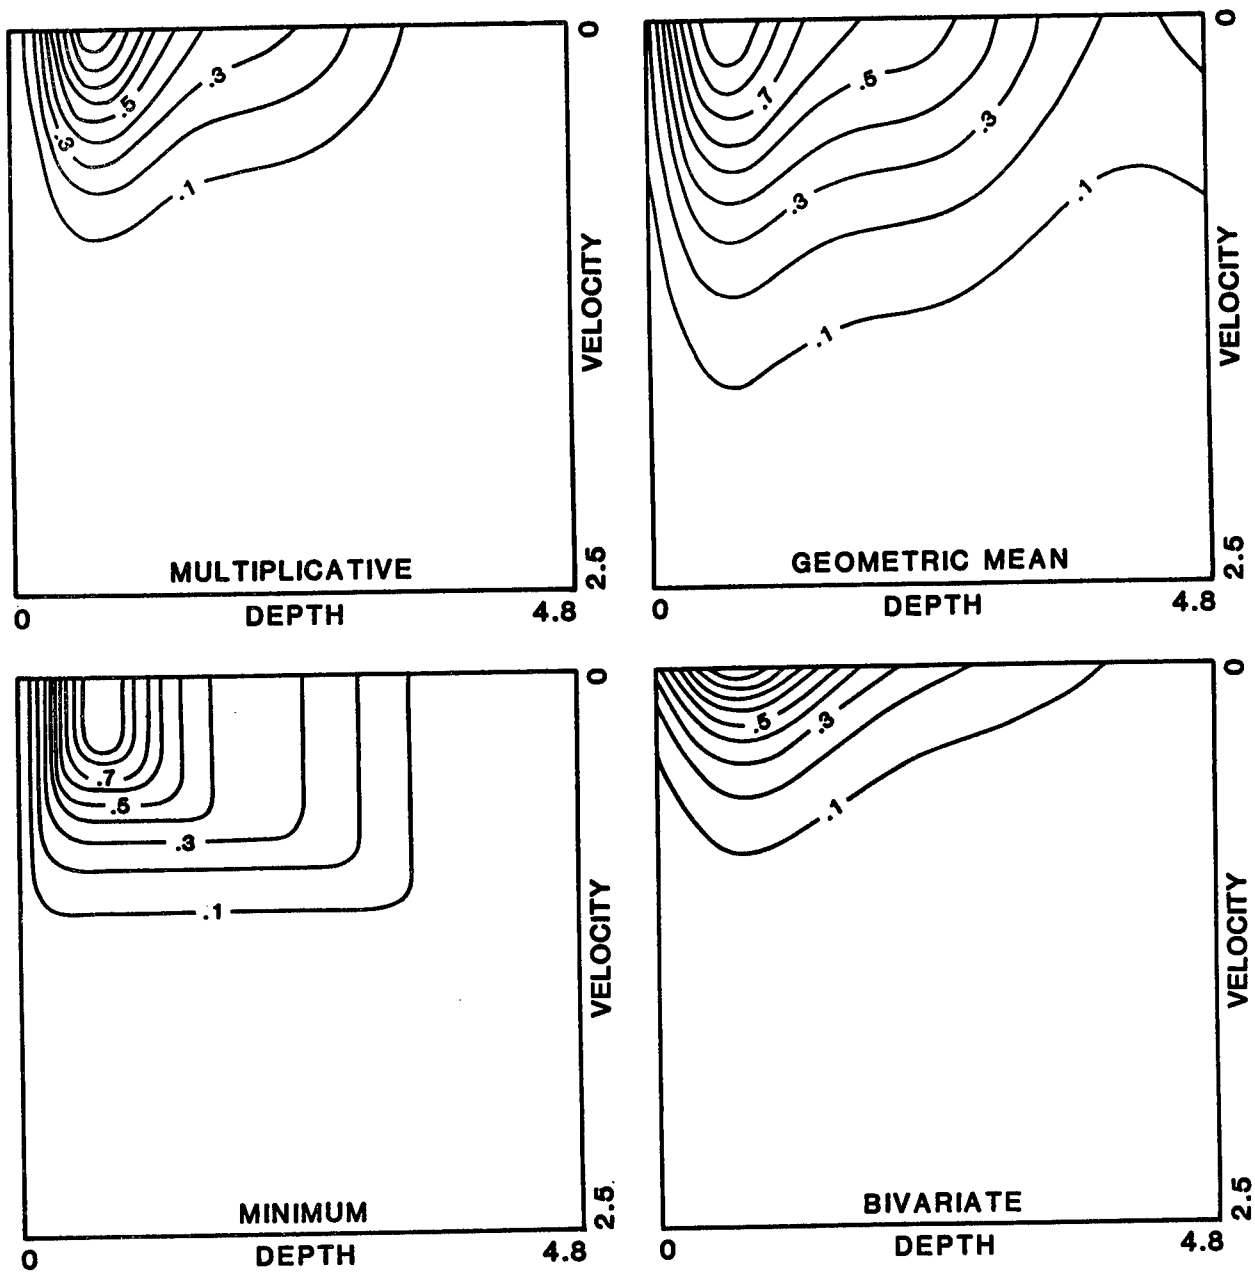 0
.3
.5
.3
.1
VELOCITY
2.5
MULTIPLICATIVE
0
DEPTH
4.8
0
.7
.5
.3
.3
.1
.1
VELOCITY
2.5
GEOMETRIC MEAN
0
DEPTH
4.8
0
.7
.5
.3
.1
VELOCITY
2.5
MINIMUM
0
DEPTH
4.8
0
.5
.3
.1
VELOCITY
2.5
BIVARIATE
0
DEPTH
4.8